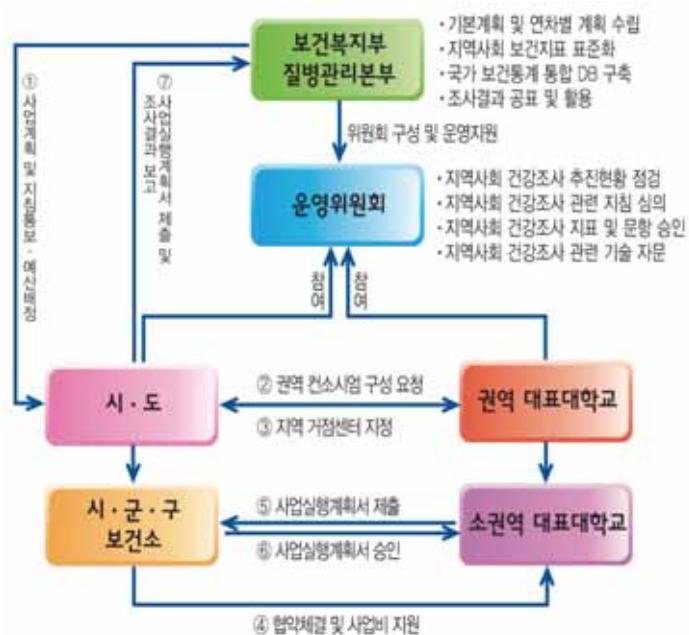 보건복지부
질병관리본부
· 기본계획 및 연차별 계획 수립
· 지역사회 보건지표 표준화
· 국가 보건통계 통합 DB 구축
· 조사결과 공표 및 활용
① 사업계획 및 지침통보 · 예산배정
⑦ 사업실행계획서 제출 및
조사결과 보고
위원회 구성 및 운영지원
운영위원회
· 지역사회 건강조사 추진현황 점검
· 지역사회 건강조사 관련 지침 심의
· 지역사회 건강조사 지표 및 문항 승인
· 지역사회 건강조사 관련 기술 자문
참여
참여
시 · 도
② 권역 컨소시엄 구성 요청
③ 지역 거점센터 지정
권역 대표대학교
시 · 군 · 구
보건소
⑤ 사업실행계획서 제출
⑥ 사업실행계획서 승인
소권역 대표대학교
④ 협약체결 및 사업비 지원